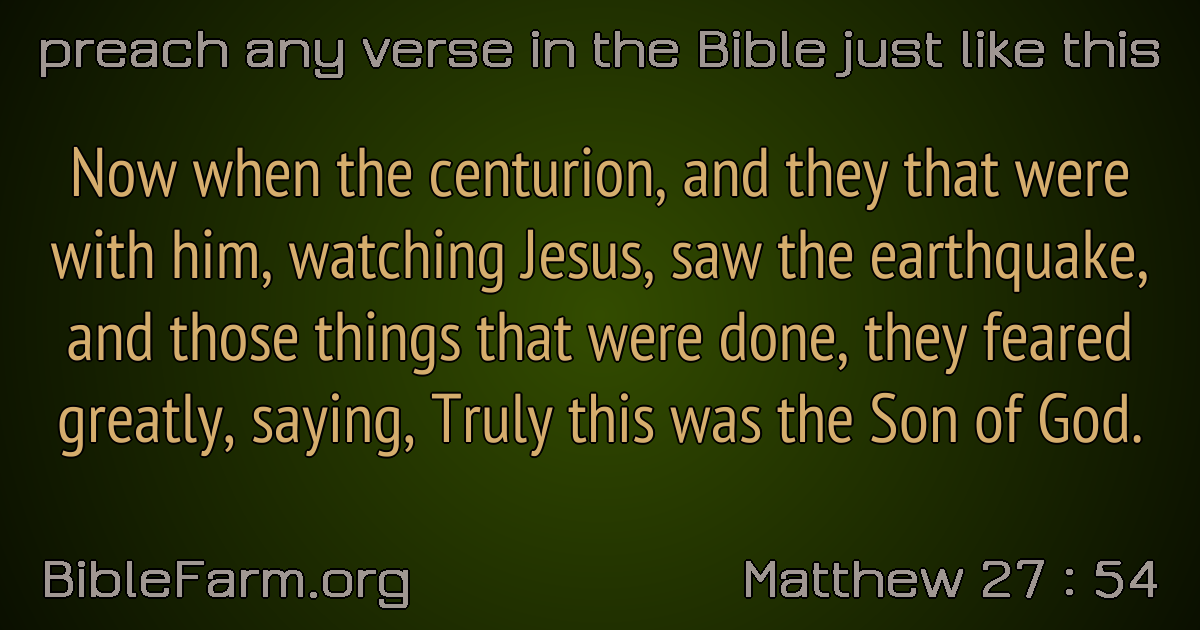 preach any verse in the Bible just like this
Now when the centurion, and they that were
with him, watching Jesus, saw the earthquake,
and those things that were done, they feared
greatly, saying, Truly this was the Son of God.
BibleFarm.org
Matthew 27 : 54